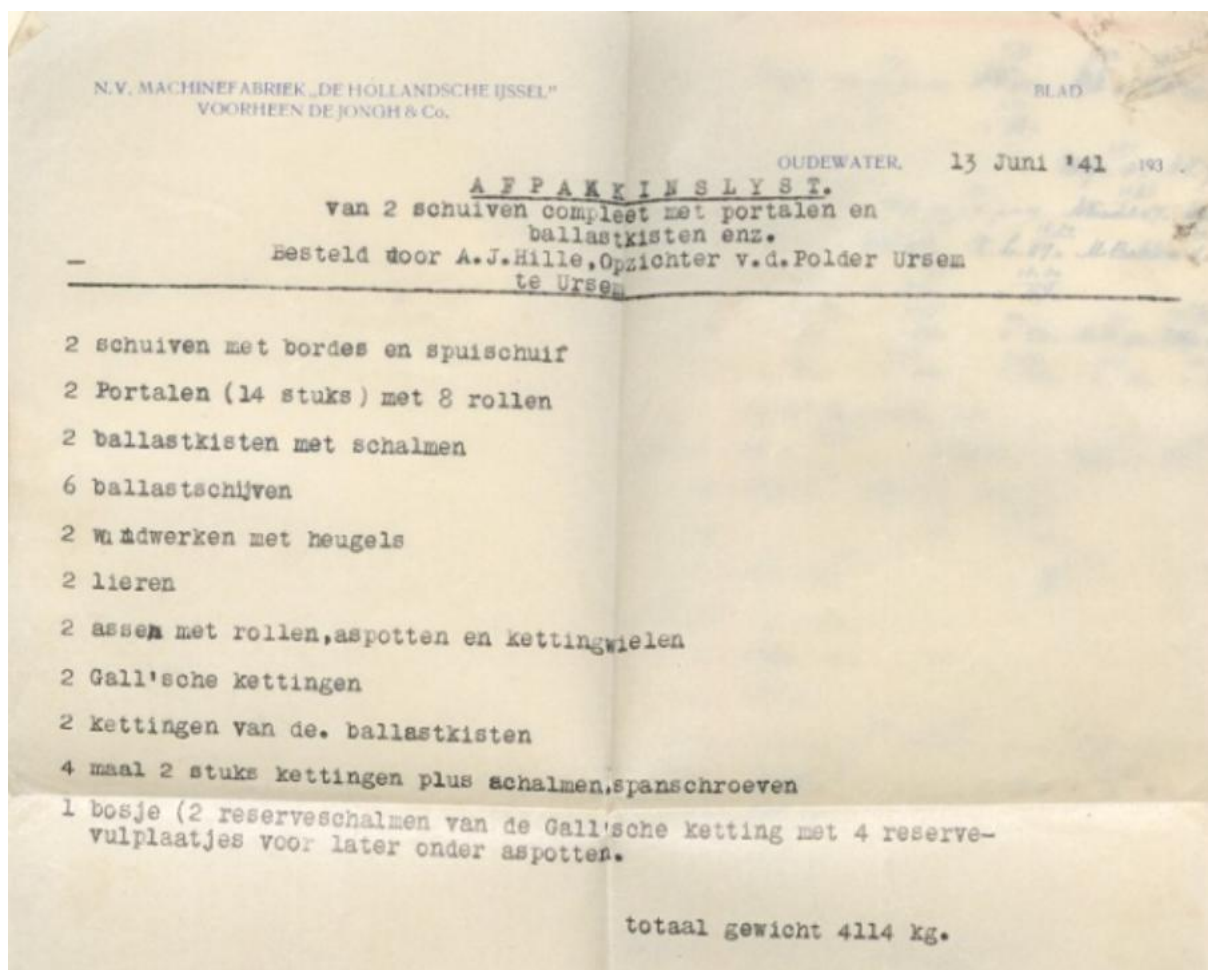 N.V. MACHINEFABRIEK „DE HOLLANDSCHE IJSSEL”
VOORHEEN DE JONGH & Co.
BLAD
OUDEWATER, 13 Juni '41 193 .
A F P A K K I N S L Y S T.
van 2 schuiven compleet met portalen en
ballastkisten enz.
Besteld door A.J.Hille,Opzichter v.d.Polder Ursem
te Ursem
2 schuiven met bordes en spuischuif
2 Portalen (14 stuks) met 8 rollen
2 ballastkisten met schalmen
6 ballastschijven
2 windwerken met heugels
2 lieren
2 assen met rollen,aspotten en kettingwielen
2 Gall'sche kettingen
2 kettingen van de. ballastkisten
4 maal 2 stuks kettingen plus schalmen,spanschroeven
1 bosje (2 reserveschalmen van de Gall'sche ketting met 4 reserve-
vulplaatjes voor later onder aspotten.
totaal gewicht 4114 kg.